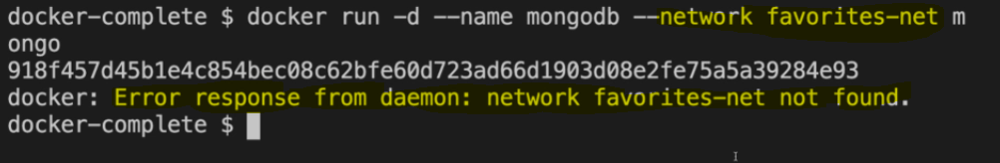 docker-complete $ docker run -d --name mongodb --network favorites-net m
ongo
918f457d45b1e4c854bec08c62bfe60d723ad66d1903d08e2fe75a5a39284e93
docker: Error response from daemon: network favorites-net not found.
docker-complete $